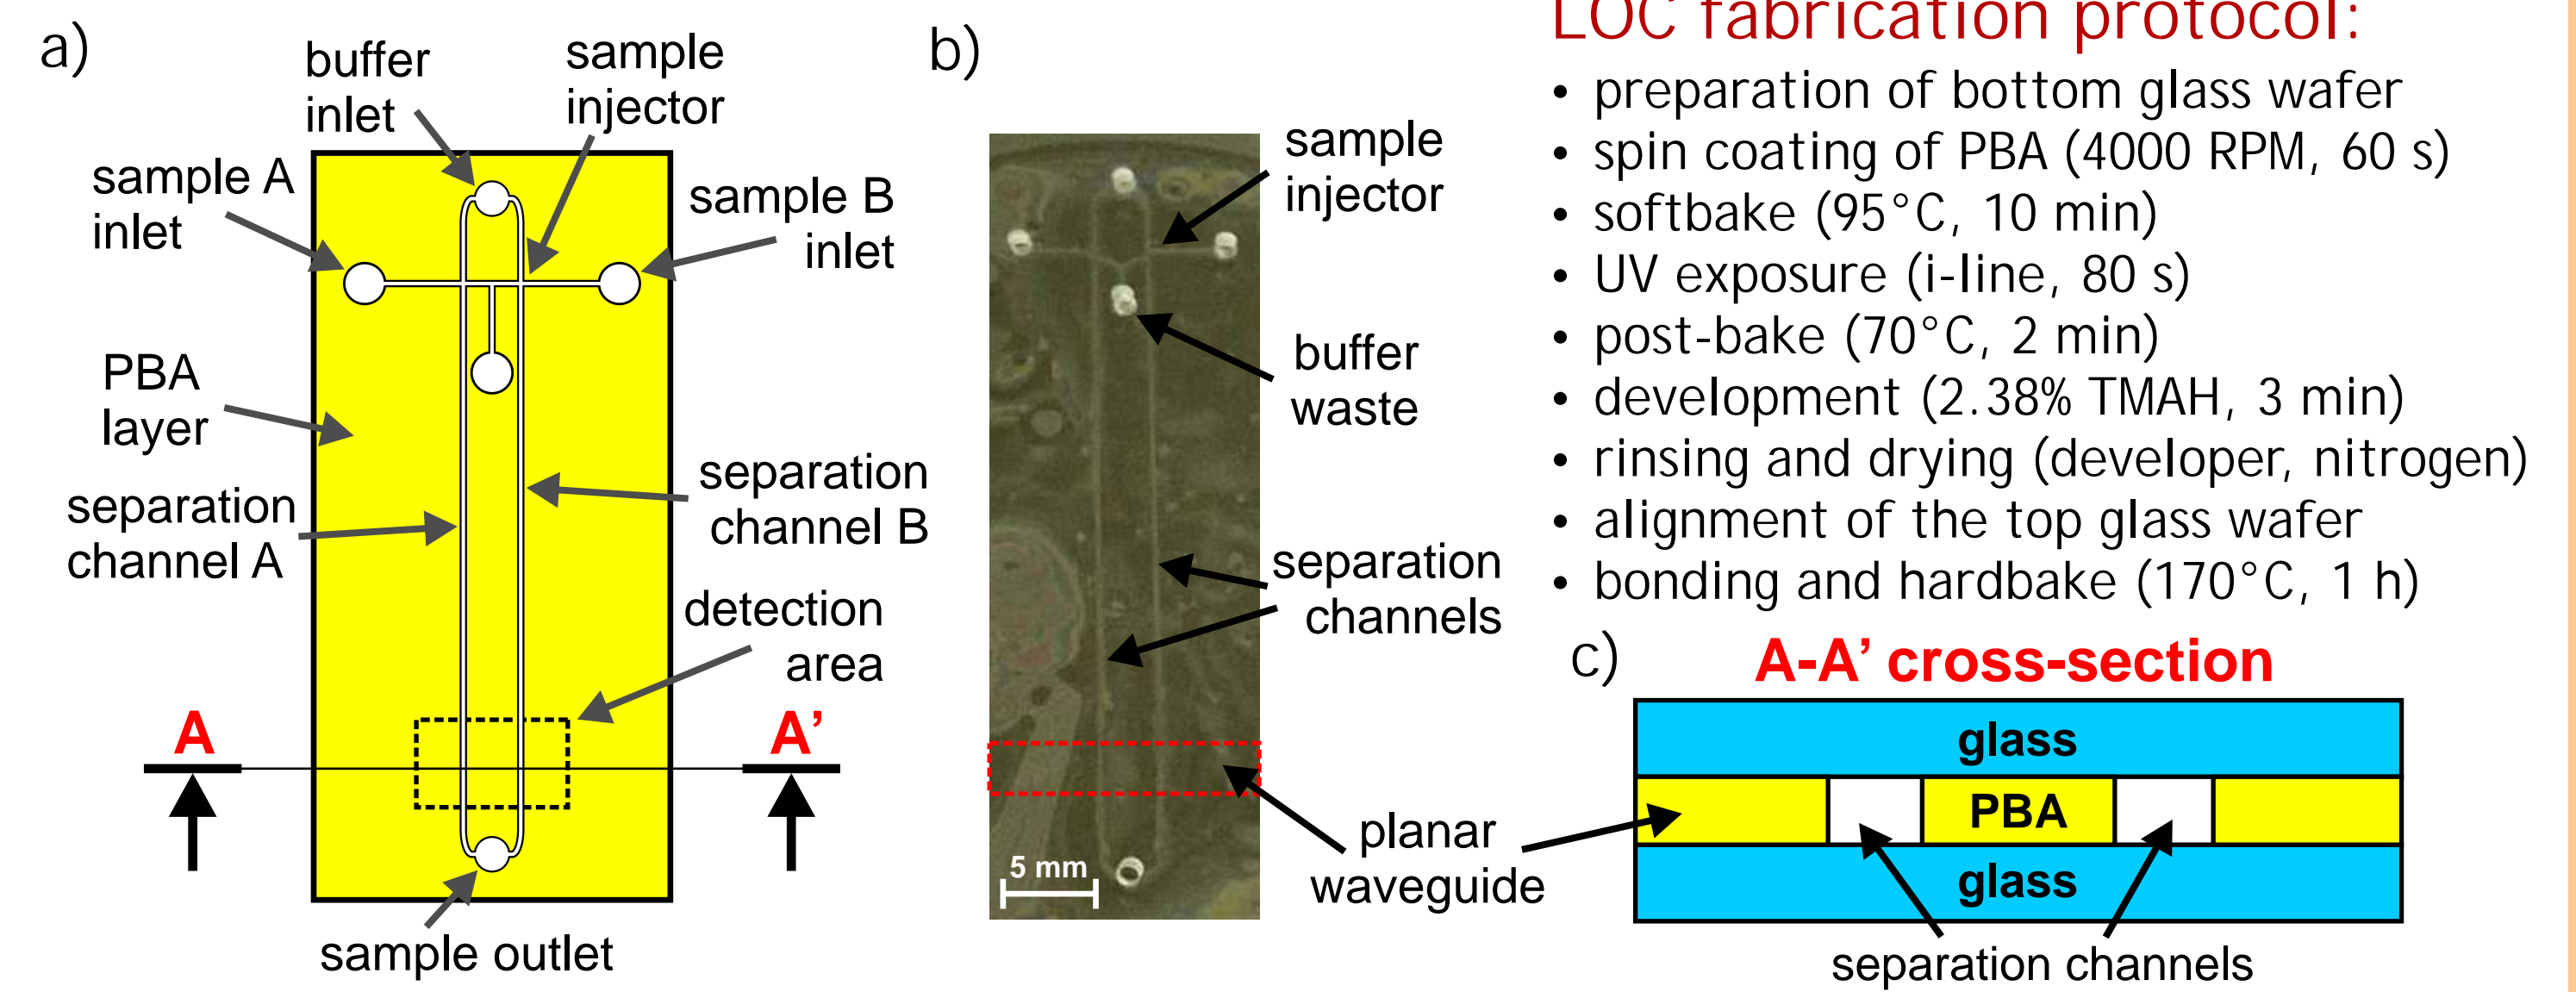 a)
buffer
inlet
sample
injector
sample A
inlet
sample B
inlet
PBA
layer
separation
channel A
separation
channel B
detection
area
A
A’
sample outlet
b)
sample
injector
buffer
waste
separation
channels
planar
waveguide
5 mm
LOC fabrication protocol:
• preparation of bottom glass wafer
• spin coating of PBA (4000 RPM, 60 s)
• softbake (95°C, 10 min)
• UV exposure (i-line, 80 s)
• post-bake (70°C, 2 min)
• development (2.38% TMAH, 3 min)
• rinsing and drying (developer, nitrogen)
• alignment of the top glass wafer
• bonding and hardbake (170°C, 1 h)
c)
A-A’ cross-section
glass
PBA
glass
separation channels